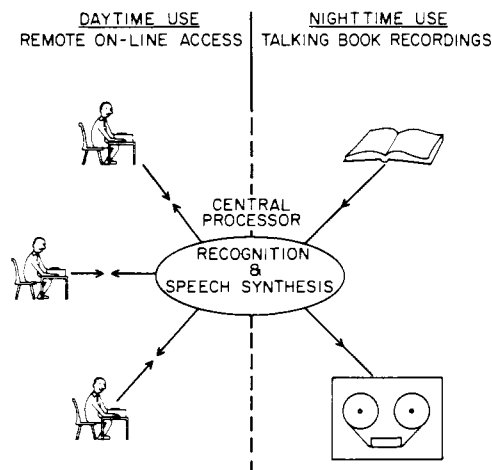 DAYTIME USE
REMOTE ON-LINE ACCESS
NIGHTTIME USE
TALKING BOOK RECORDINGS
CENTRAL
PROCESSOR
RECOGNITION
&
SPEECH SYNTHESIS